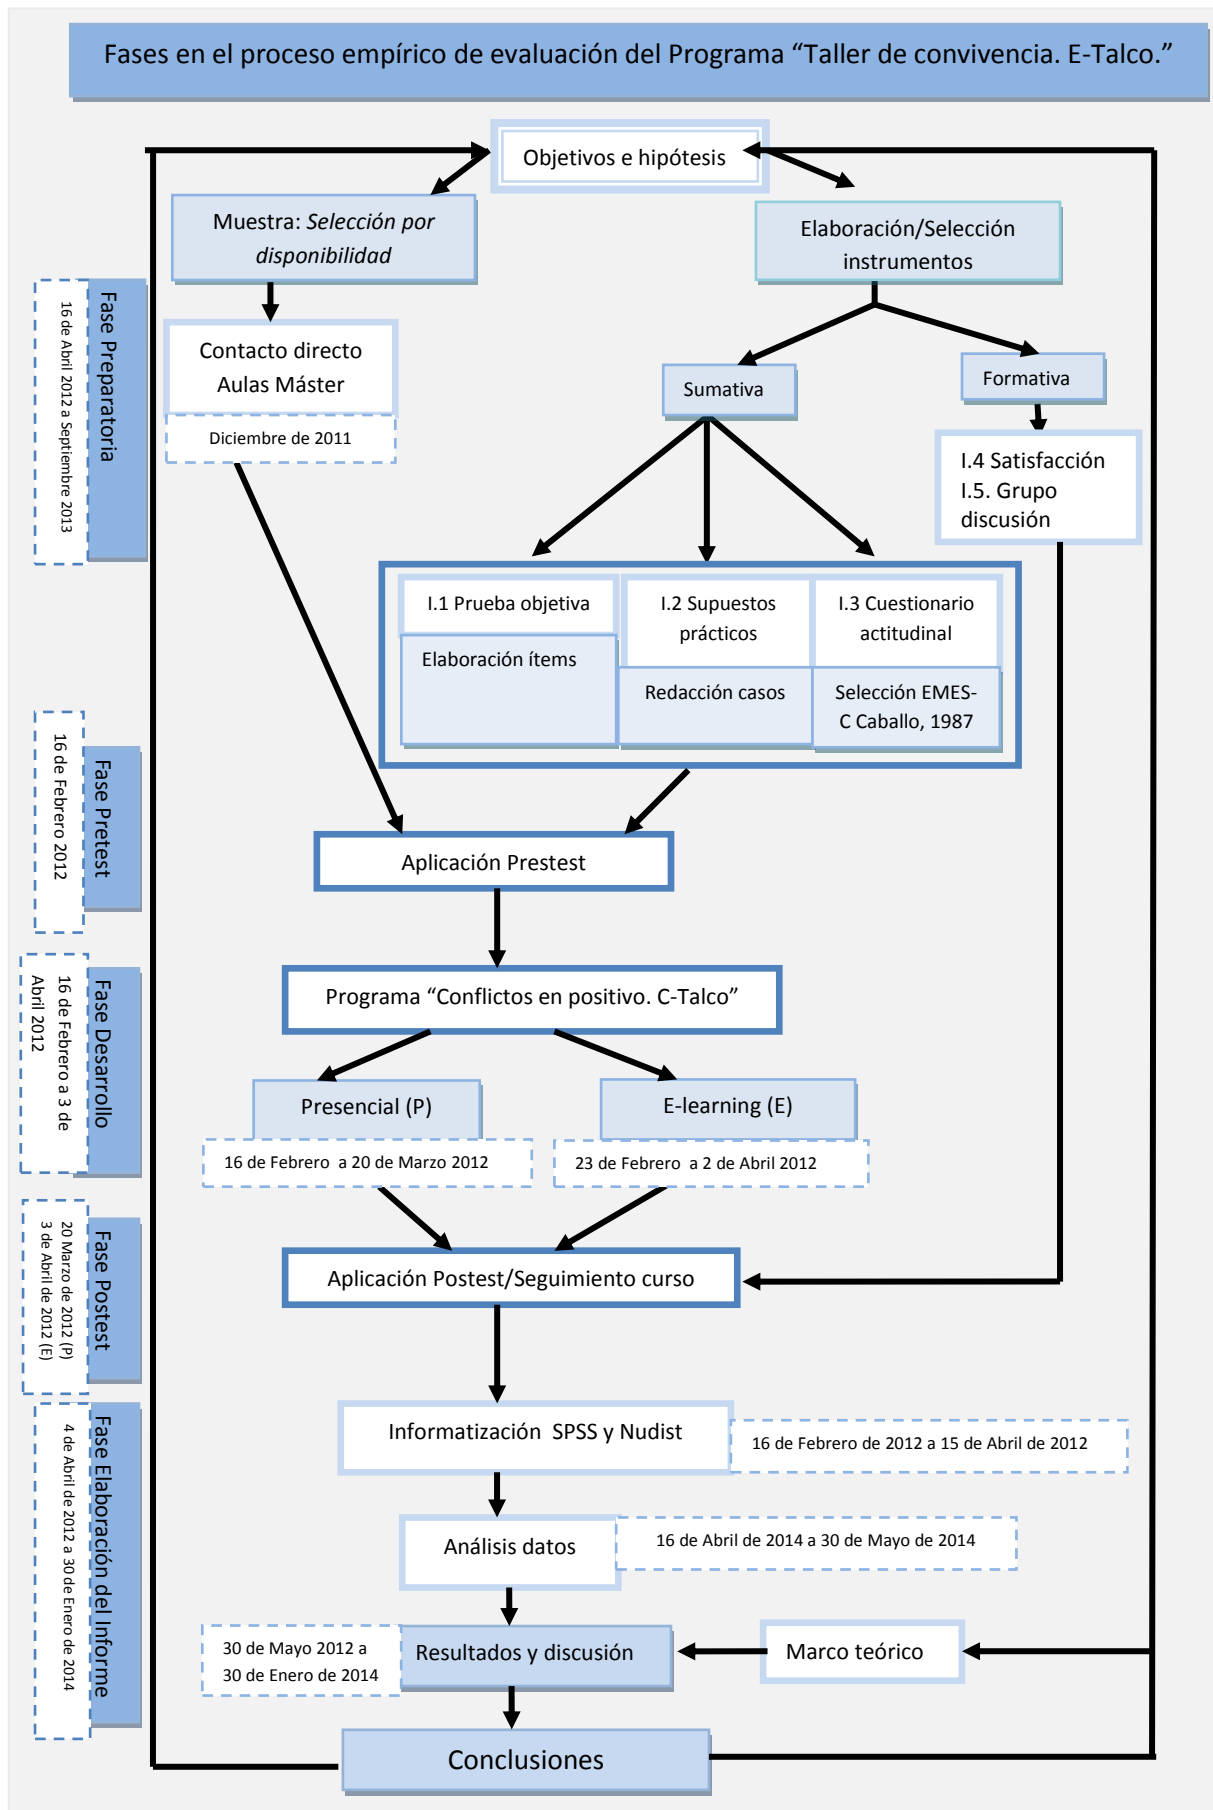 Fases en el proceso empírico de evaluación del Programa “Taller de convivencia. E-Talco.”
Objetivos e hipótesis
Muestra: Selección por
disponibilidad
Elaboración/Selección
instrumentos
Fase Preparatoria
16 de Abril 2012 a Septiembre 2013
Contacto directo
Aulas Máster
Diciembre de 2011
Sumativa
Formativa
I.4 Satisfacción
I.5. Grupo
discusión
I.1 Prueba objetiva
Elaboración ítems
I.2 Supuestos
prácticos
Redacción casos
I.3 Cuestionario
actitudinal
Selección EMES-
C Caballo, 1987
Fase Pretest
16 de Febrero 2012
Aplicación Prestest
Fase Desarrollo
16 de Febrero a 3 de
Abril 2012
Programa “Conflictos en positivo. C-Talco”
Presencial (P)
16 de Febrero a 20 de Marzo 2012
E-learning (E)
23 de Febrero a 2 de Abril 2012
Fase Postest
20 Marzo de 2012 (P)
3 de Abril de 2012 (E)
Aplicación Postest/Seguimiento curso
Fase Elaboración del Informe
4 de Abril de 2012 a 30 de Enero de 2014
Informatización SPSS y Nudist
16 de Febrero de 2012 a 15 de Abril de 2012
Análisis datos
16 de Abril de 2014 a 30 de Mayo de 2014
30 de Mayo 2012 a
30 de Enero de 2014
Resultados y discusión
Marco teórico
Conclusiones